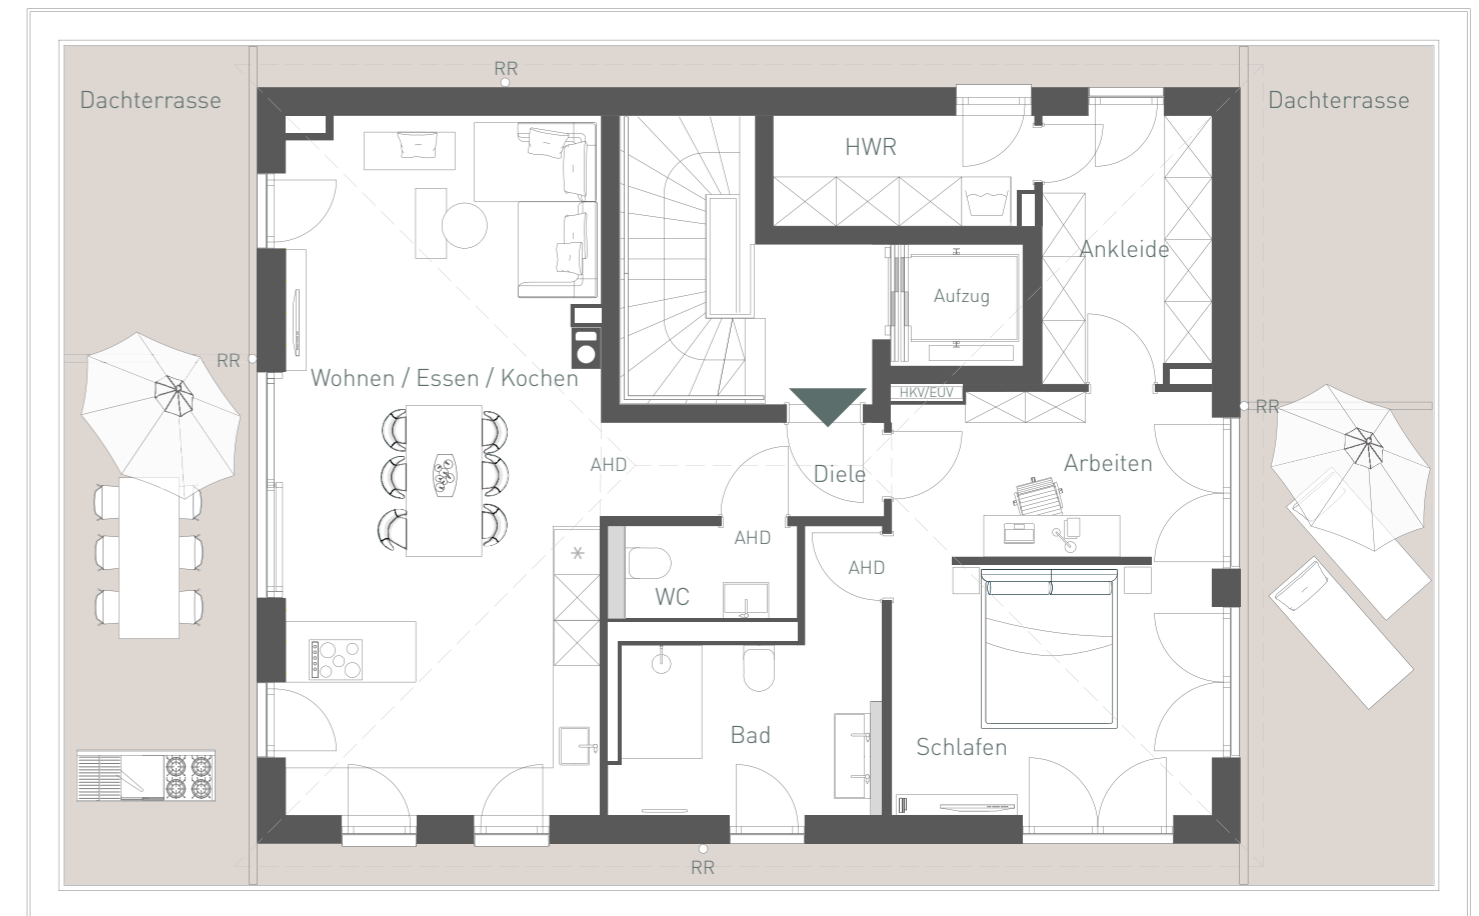 RR
Dachterrasse
Dachterrasse
HWR
Ankleide
Aufzug
RR
Wohnen / Essen / Kochen
HKV/EUV
RR
AHD
Diele
Arbeiten
AHD
AHD
WC
Bad
Schlafen
RR